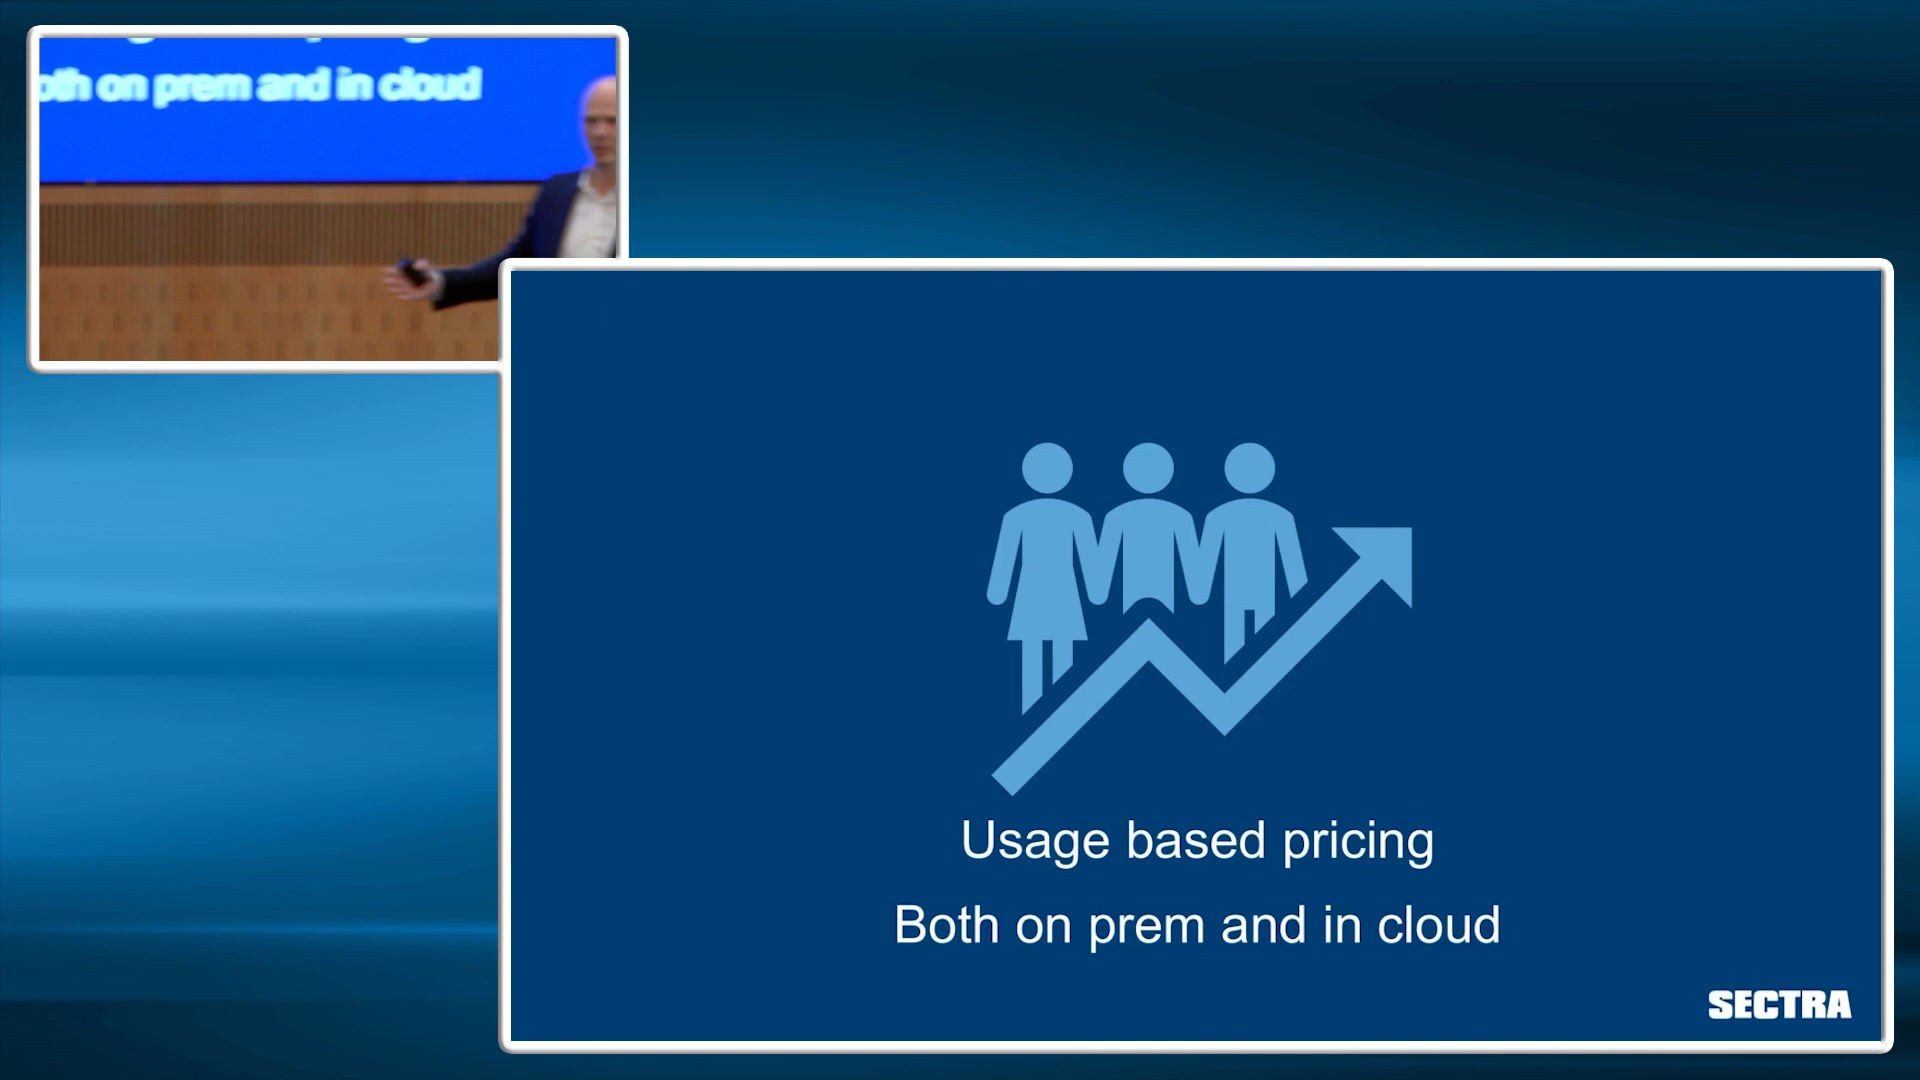 oth on prem and in cloud
Usage based pricing
Both on prem and in cloud
SECTRA